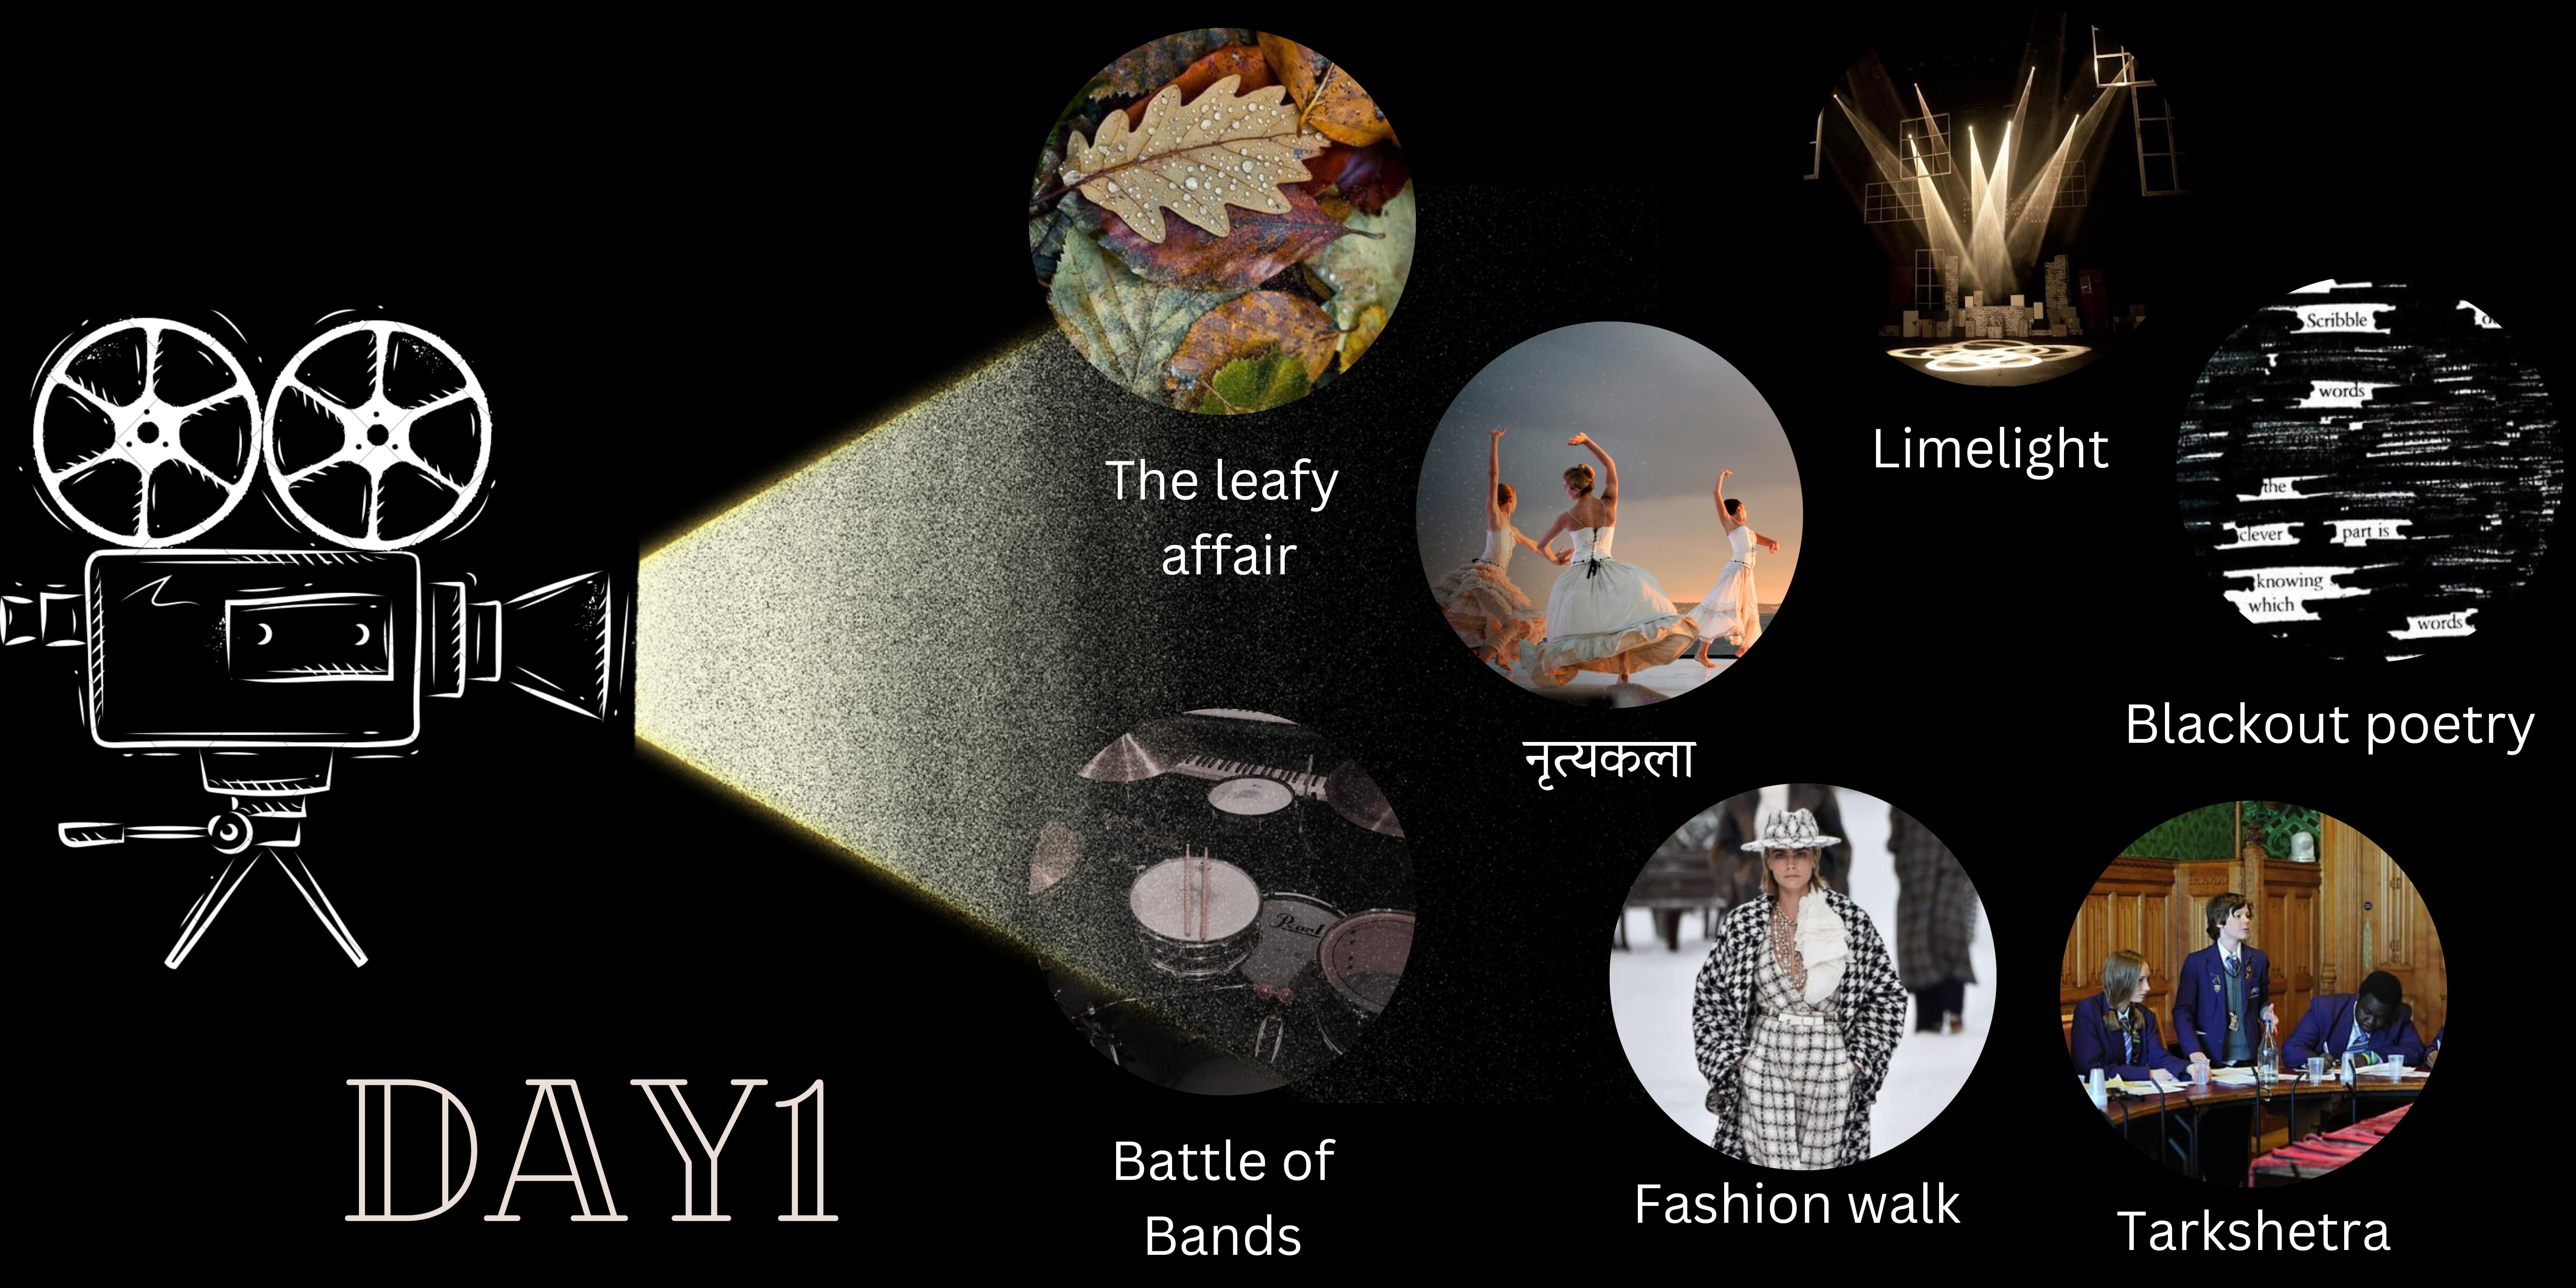 The leafy
affair
नृत्यकला
Limelight
Scribble
words
the
clever part is
knowing
which
words
Blackout poetry
Pearl
Battle of
Bands
Fashion walk
Tarkshetra
DAY1